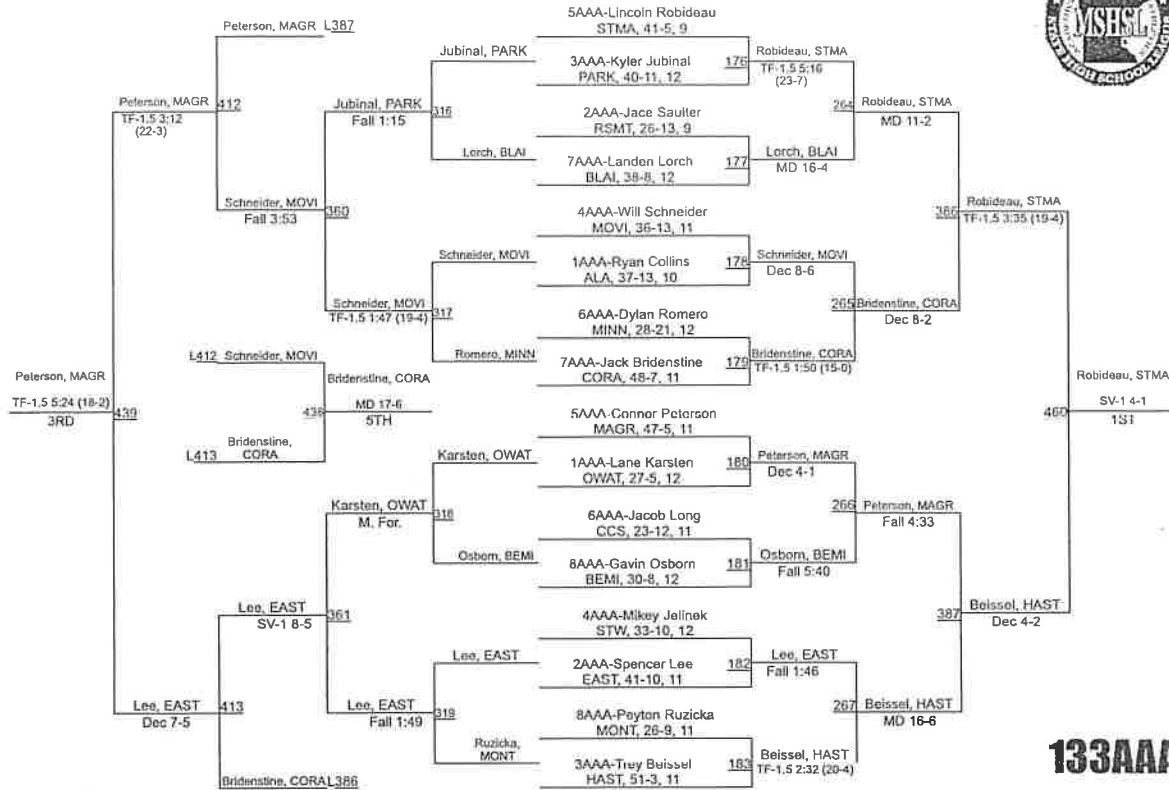 Peterson, MAGR L387
412
Peterson, MAGR
TF-1.5 3:12
(22-3)
Schneider, MOVI
Fall 3:53
Jubinal, PARK
Fall 1:15
360
Schneider, MOVI
TF-1.5 1:47 (19-4)
Jubinal, PARK
316
Lorch, BLAI
Schneider, MOVI
317
Romero, MINN
5AAA-Lincoln Robideau
STMA, 41-5, 9
3AAA-Kyler Jubinal 176
PARK, 40-11, 12
2AAA-Jace Saulter
RSMT, 26-13, 9
7AAA-Landen Lorch 177
BLAI, 38-8, 12
4AAA-Will Schneider
MOVI, 36-13, 11
1AAA-Ryan Collins 178
ALA, 37-13, 10
6AAA-Dylan Romero
MINN, 28-21, 12
7AAA-Jack Bridenstine 179
CORA, 48-7, 11
Robideau, STMA
TF-1.5 5:16
(23-7)
264
Lorch, BLAI
MD 16-4
Schneider, MOVI
Dec 8-6
265
Bridenstine, CORA
TF-1.5 1:50 (15-0)
Robideau, STMA
MD 11-2
386
Bridenstine, CORA
Dec 8-2
Robideau, STMA
TF-1.5 3:35 (19-4)
MSHSL
STATE HIGH SCHOOL LEAGUE
L412 Schneider, MOVI
Bridenstine, CORA
438 MD 17-6
5TH
L413 Bridenstine,
CORA
Peterson, MAGR
TF-1.5 5:24 (18-2) 439
3RD
Robideau, STMA
460 SV-1 4-1
1ST
5AAA-Connor Peterson
MAGR, 47-5, 11
1AAA-Lane Karsten 180
OWAT, 27-5, 12
6AAA-Jacob Long
CCS, 23-12, 11
8AAA-Gavin Osborn 181
BEMI, 30-8, 12
4AAA-Mikey Jelinek
STW, 33-10, 12
2AAA-Spencer Lee 182
EAST, 41-10, 11
8AAA-Peyton Ruzicka
MONT, 26-9, 11
3AAA-Trey Beissel 183
HAST, 51-3, 11
Karsten, OWAT
318
Osborn, BEMI
Lee, EAST
319
Ruzicka,
MONT
Karsten, OWAT
M. For.
361
Lee, EAST
Fall 1:49
Lee, EAST
SV-1 8-5
413
Bridenstine, CORA L386
Lee, EAST
Dec 7-5
Peterson, MAGR
Dec 4-1
266
Osborn, BEMI
Fall 5:40
Lee, EAST
Fall 1:46
267
Beissel, HAST
TF-1.5 2:32 (20-4)
Peterson, MAGR
Fall 4:33
387
Beissel, HAST
MD 16-6
Beissel, HAST
Dec 4-2
133AAA